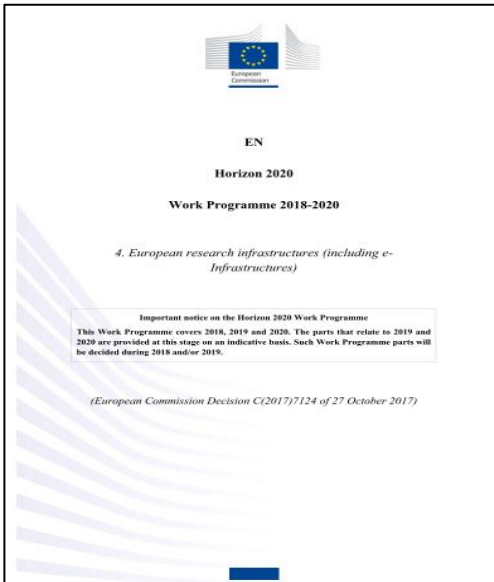 European
Commission
EN
Horizon 2020
Work Programme 2018-2020
4. European research infrastructures (including e-
Infrastructures)
Important notice on the Horizon 2020 Work Programme
This Work Programme covers 2018, 2019 and 2020. The parts that relate to 2019 and
2020 are provided at this stage on an indicative basis. Such Work Programme parts will
be decided during 2018 and/or 2019.
(European Commission Decision C(2017)7124 of 27 October 2017)